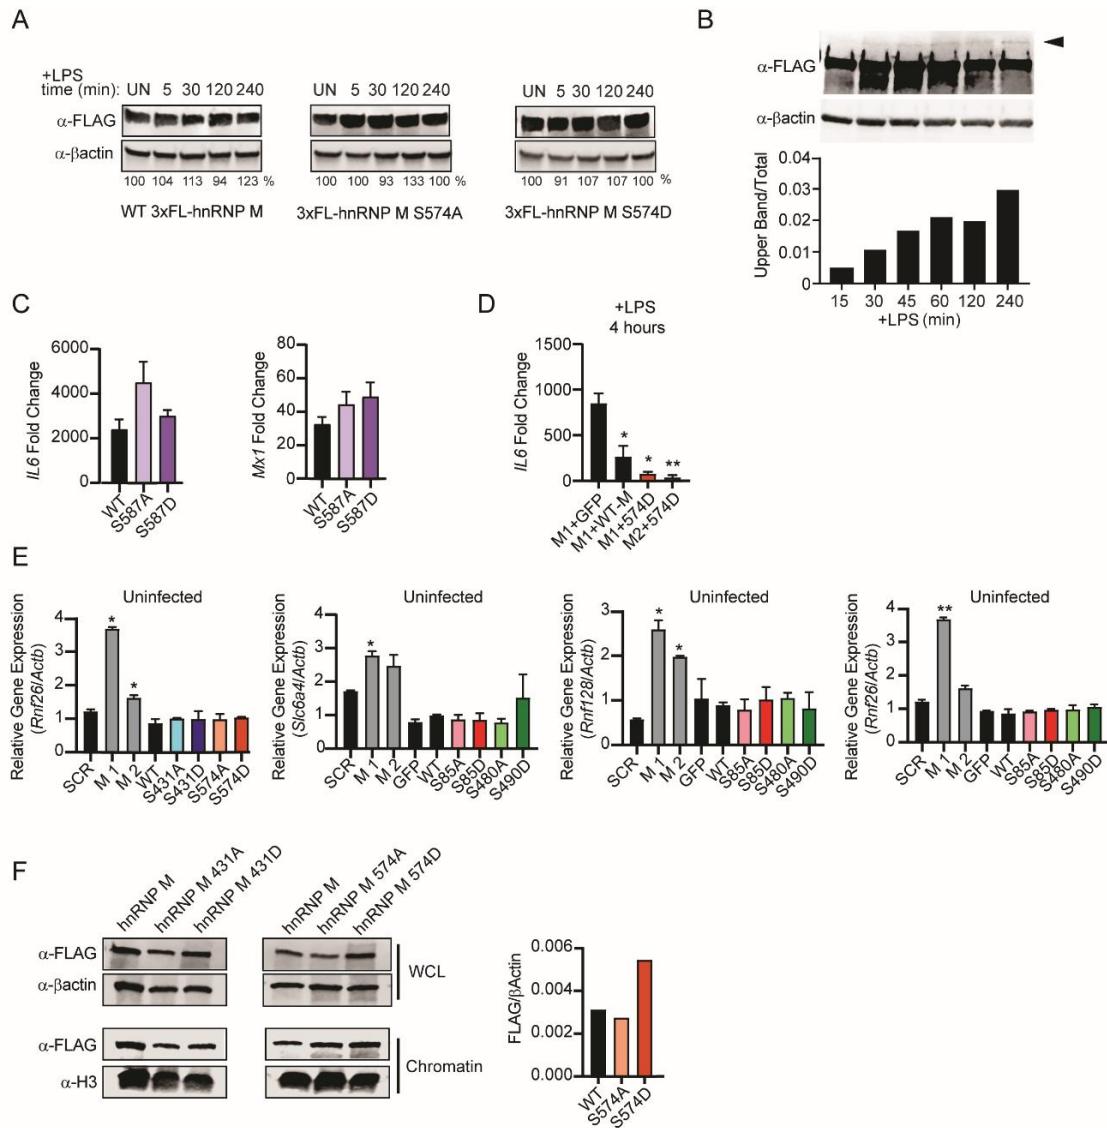 A
+LPS
time (min):
UN 5 30 120 240
UN 5 30 120 240
UN 5 30 120 240
α-FLAG
α-βactin
100 104 113 94 123 %
100 100 93 133 100 %
100 91 107 107 100 %
WT 3xFL-hnRNP M
3xFL-hnRNP M S574A
3xFL-hnRNP M S574D
B
α-FLAG
α-βactin
Upper Band/Total
0.04
0.03
0.02
0.01
0
15 30 45 60 120 240
+LPS (min)
C
IL6 Fold Change
6000
4000
2000
0
WT
S587A
S587D
Mx1 Fold Change
80
60
40
20
0
WT
S587A
S587D
D
+LPS
4 hours
IL6 Fold Change
1500
1000
500
0
* * **
M1+GFP
M1+WT-M
M1+574D
M2+574D
E
Uninfected
Relative Gene Expression
(Rnf26/Actb)
4
3
2
1
0
*
*
SCR
M 1
M 2
WT
S431A
S431D
S574A
S574D
Uninfected
Relative Gene Expression
(Slc6a4/Actb)
4
3
2
1
0
*
SCR
M 1
M 2
GFP
WT
S85A
S85D
S480A
S490D
Uninfected
Relative Gene Expression
(Rnf128/Actb)
3
2
1
0
*
*
SCR
M 1
M 2
GFP
WT
S85A
S85D
S480A
S490D
Uninfected
Relative Gene Expression
(Rnf26/Actb)
4
3
2
1
0
**
SCR
M 1
M 2
GFP
WT
S85A
S85D
S480A
S490D
F
hnRNP M
hnRNP M 431A
hnRNP M 431D
hnRNP M
hnRNP M 574A
hnRNP M 574D
α-FLAG
α-βactin
WCL
α-FLAG
α-H3
Chromatin
FLAG/βActin
0.006
0.004
0.002
0.000
WT
S574A
S574D